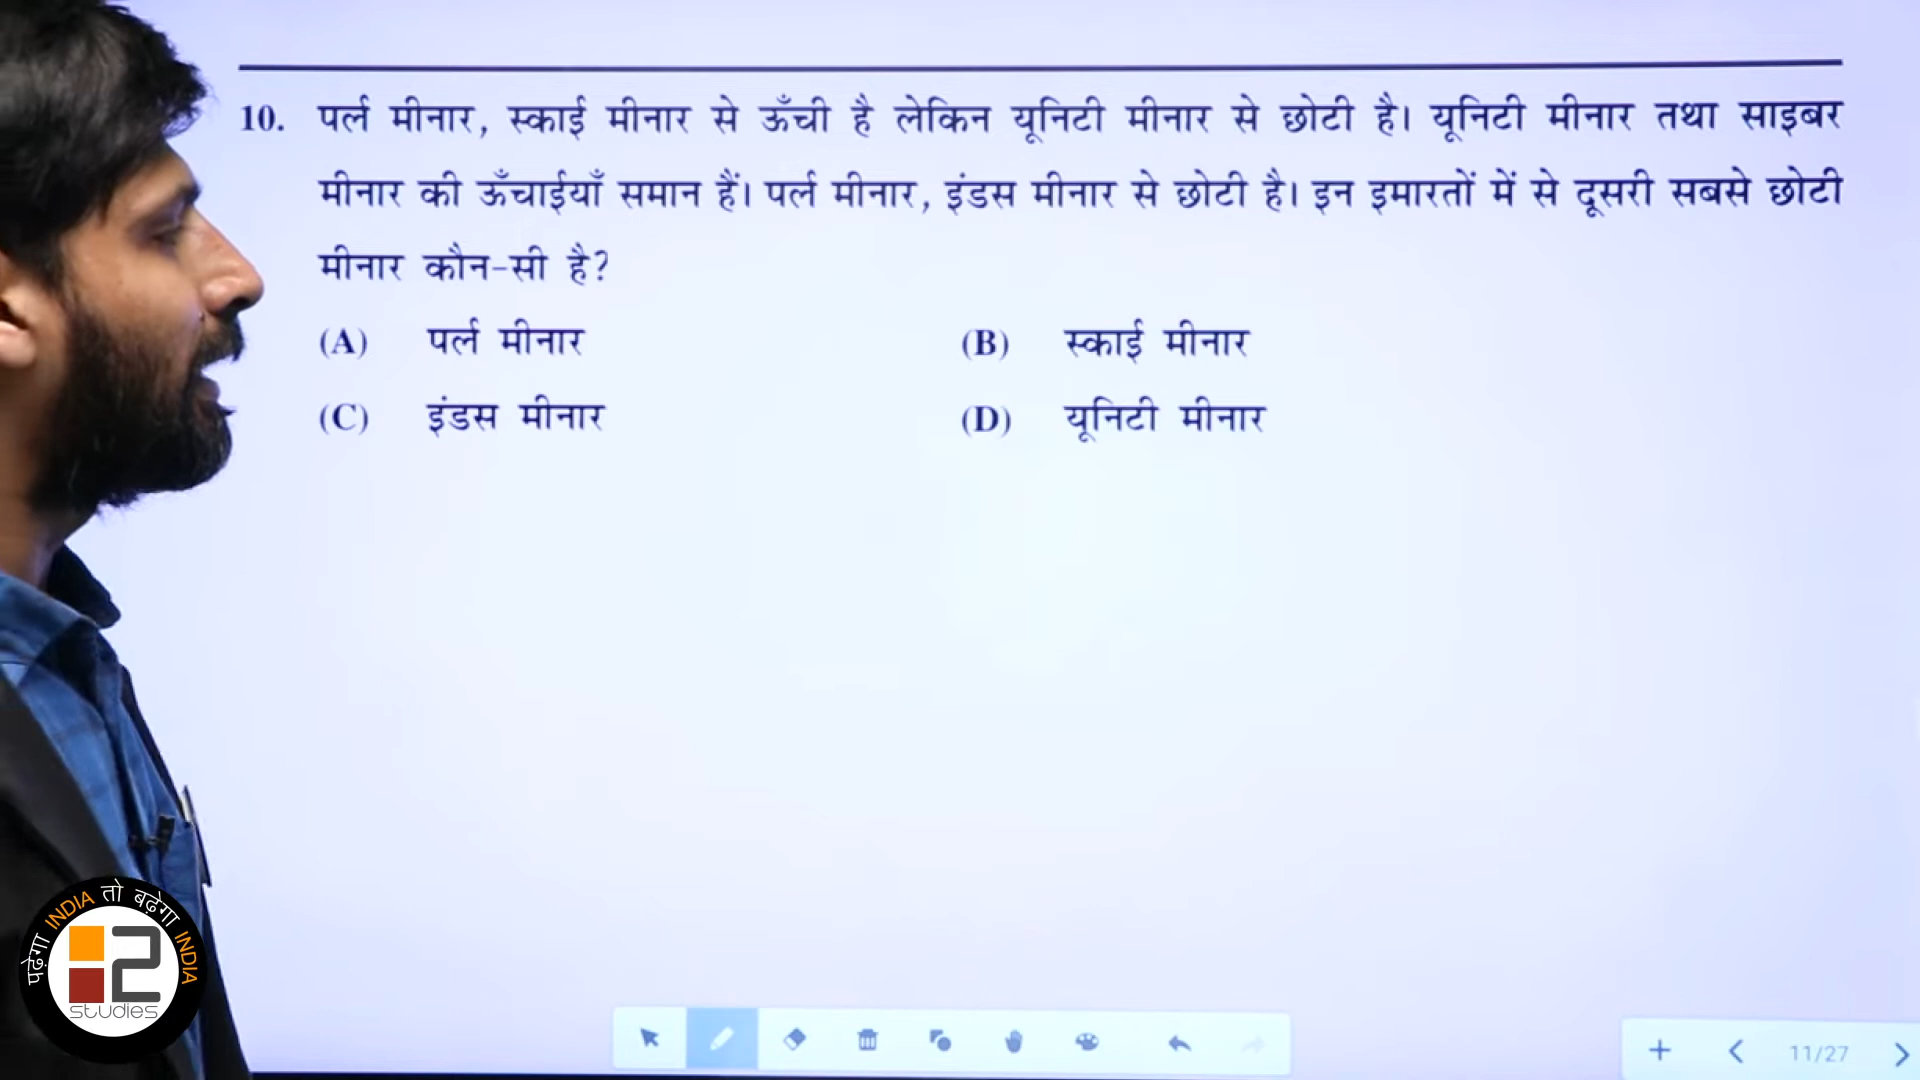 10. पर्ल मीनार, स्काई मीनार से ऊँची है लेकिन यूनिटी मीनार से छोटी है। यूनिटी मीनार तथा साइबर
मीनार की ऊँचाईयाँ समान हैं। पर्ल मीनार, इंडस मीनार से छोटी है। इन इमारतों में से दूसरी सबसे छोटी
मीनार कौन-सी है?
(A) पर्ल मीनार (B) स्काई मीनार
(C) इंडस मीनार (D) यूनिटी मीनार
पढ़ेगा INDIA तो बढ़ेगा INDIA
i2
studies
11/27